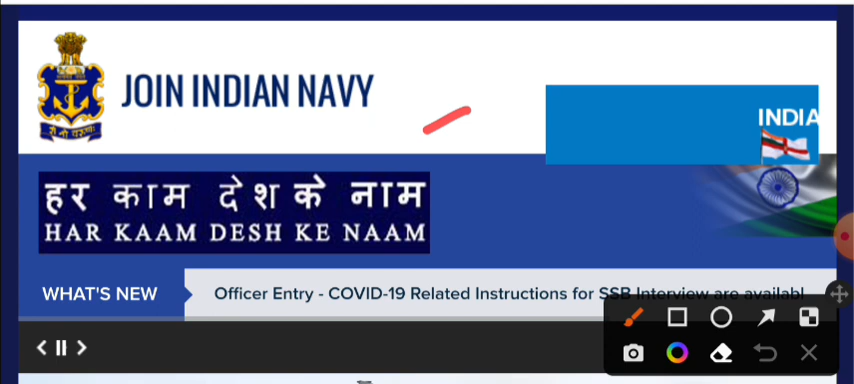 JOIN INDIAN NAVY
INDIA
हर काम देश के नाम
HAR KAAM DESH KE NAAM
WHAT'S NEW
Officer Entry - COVID-19 Related Instructions for SSB Interview are availabl